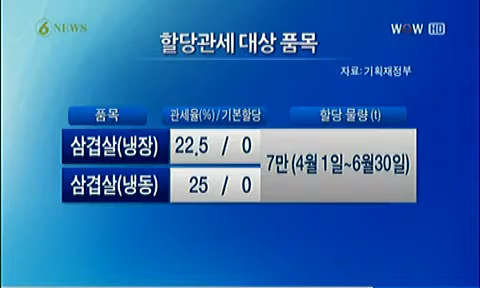 6 NEWS
WOW HD
할당관세 대상 품목
자료: 기획재정부
품목 관세율(%)/기본할당 할당 물량(t)
삼겹살(냉장) 22.5 / 0
7만 (4월 1일~6월30일)
삼겹살(냉동) 25 / 0